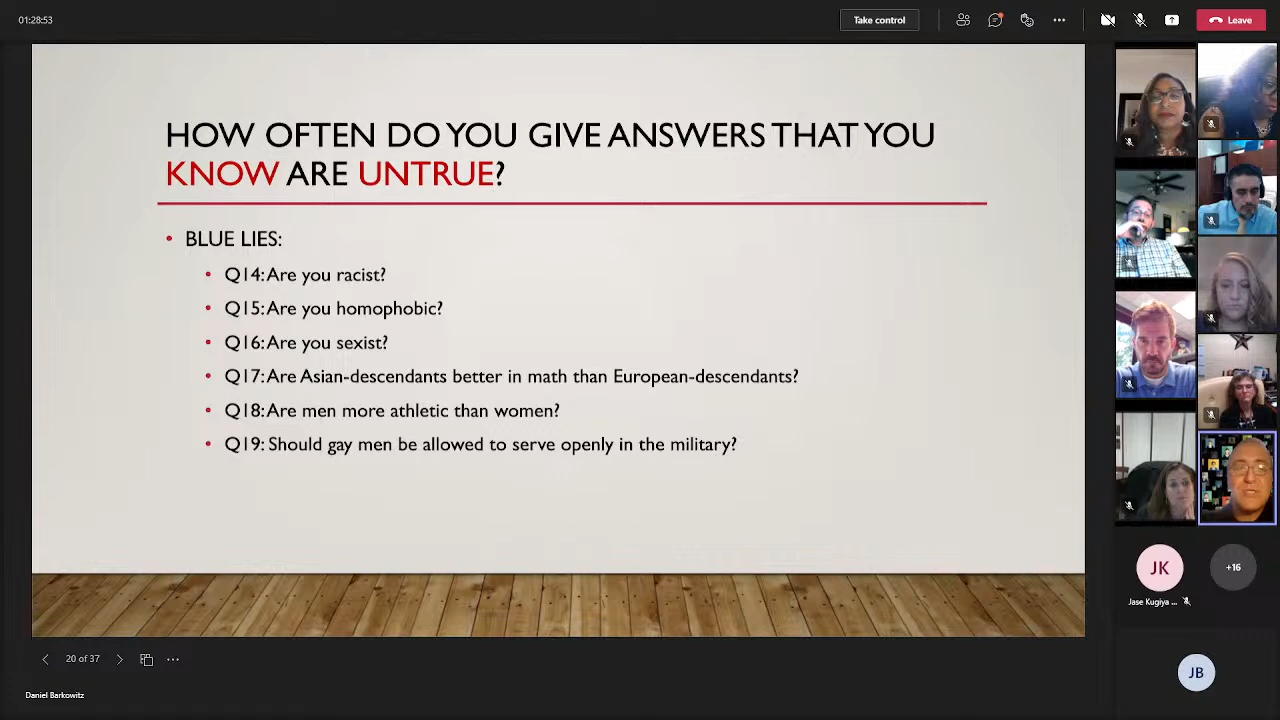 01:28:53
Take control
Leave
HOW OFTEN DO YOU GIVE ANSWERS THAT YOU
KNOW ARE UNTRUE?
• BLUE LIES:
• Q14: Are you racist?
• Q15: Are you homophobic?
• Q16: Are you sexist?
• Q17: Are Asian-descendants better in math than European-descendants?
• Q18: Are men more athletic than women?
• Q19: Should gay men be allowed to serve openly in the military?
JK
+16
Jase Kugiya ...
20 of 37
JB
Daniel Barkowitz